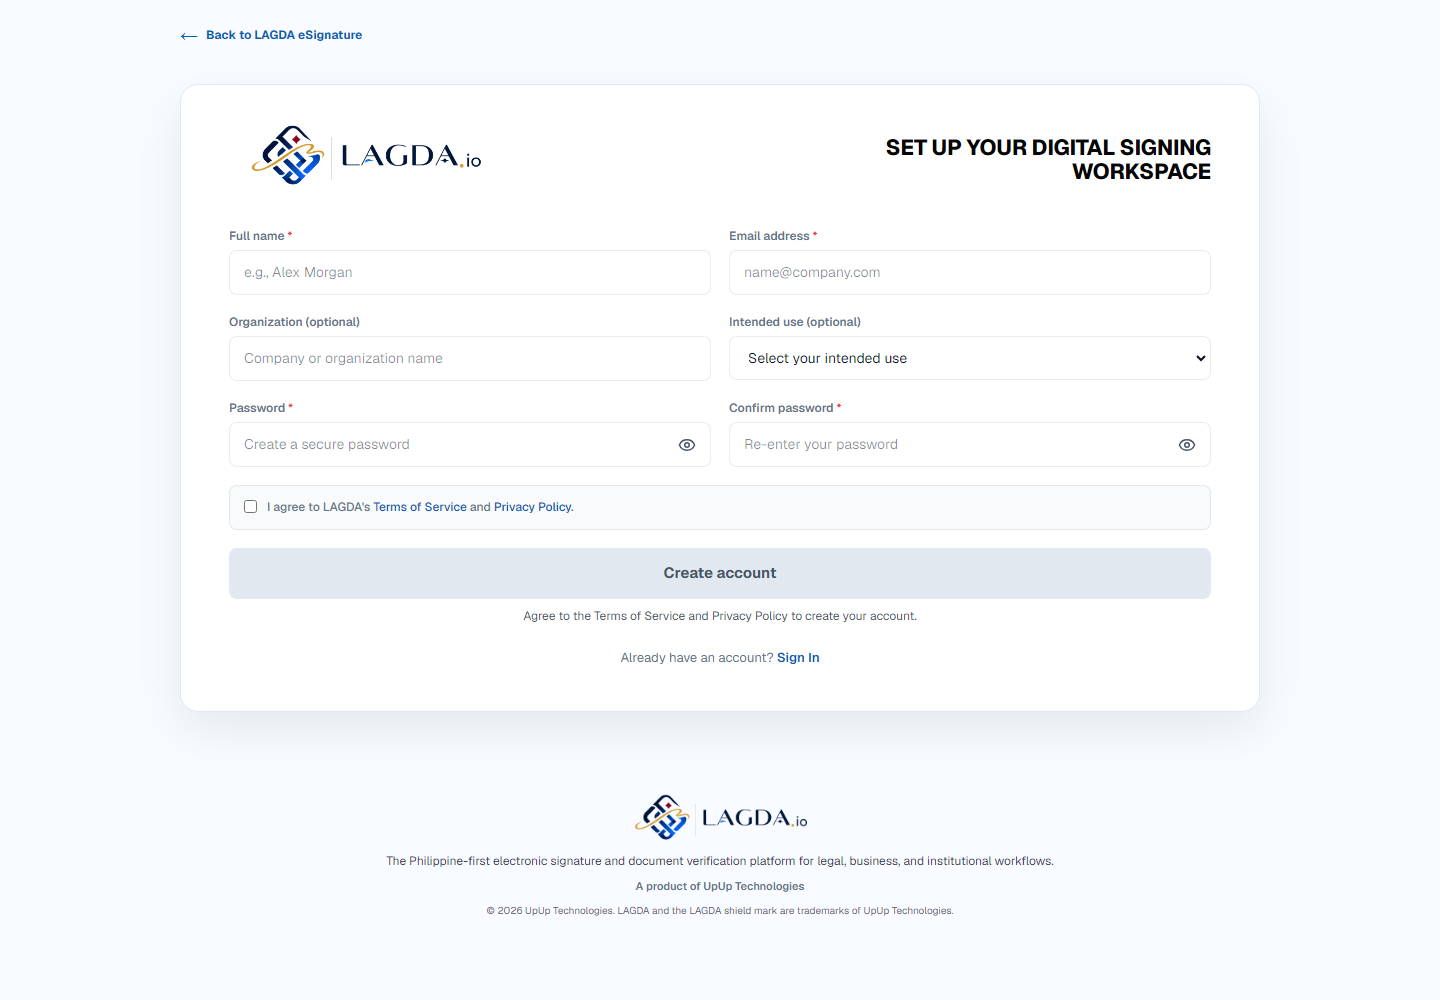 ← Back to LAGDA eSignature
LAGDA.io
SET UP YOUR DIGITAL SIGNING
WORKSPACE
Full name *
Email address *
e.g., Alex Morgan
name@company.com
Organization (optional)
Intended use (optional)
Company or organization name
Select your intended use
Password *
Confirm password *
Create a secure password
Re-enter your password
I agree to LAGDA's Terms of Service and Privacy Policy.
Create account
Agree to the Terms of Service and Privacy Policy to create your account.
Already have an account? Sign In
LAGDA.io
The Philippine-first electronic signature and document verification platform for legal, business, and institutional workflows.
A product of UpUp Technologies
© 2026 UpUp Technologies. LAGDA and the LAGDA shield mark are trademarks of UpUp Technologies.